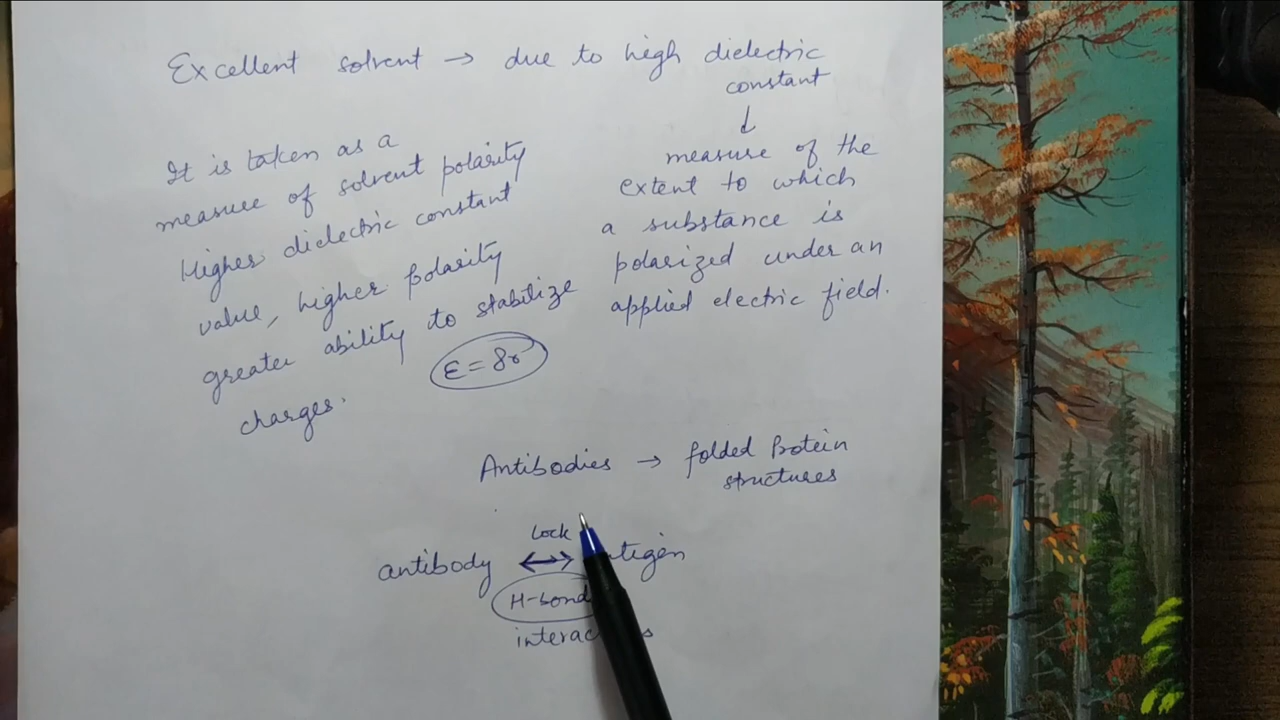 Excellent solvent → due to high dielectric
constant
↓
measure of the
extent to which
a substance is
polarized under an
applied electric field.
It is taken as a
measure of solvent polarity
Higher dielectric constant
value, higher polarity
greater ability to stabilize
charges.
Antibodies → folded Protein
structures
Lock
antibody ↔
H-bond